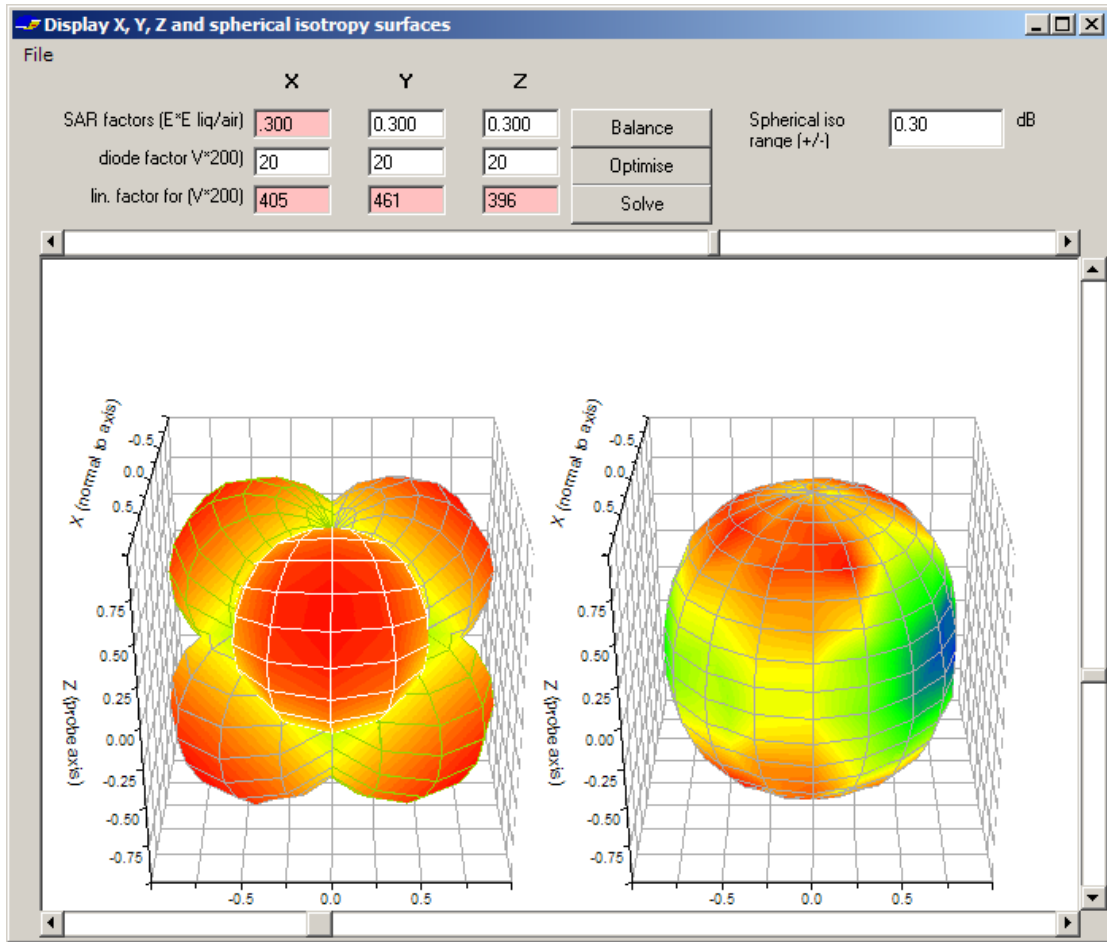 Display X, Y, Z and spherical isotropy surfaces
File
X Y Z
SAR factors (E*E liq/air) .300 0.300 0.300 Balance Spherical iso range (+/-) 0.30 dB
diode factor V*200) 20 20 20 Optimise
lin. factor for (V*200) 405 461 396 Solve
X (normal to axis)
-0.5
0.0
0.5
Z (probe axis)
0.75
0.50
0.25
0.00
-0.25
-0.50
-0.75
-0.5 0.0 0.5
X (normal to axis)
-0.5
0.0
0.5
Z (probe axis)
0.75
0.50
0.25
0.00
-0.25
-0.50
-0.75
-0.5 0.0 0.5